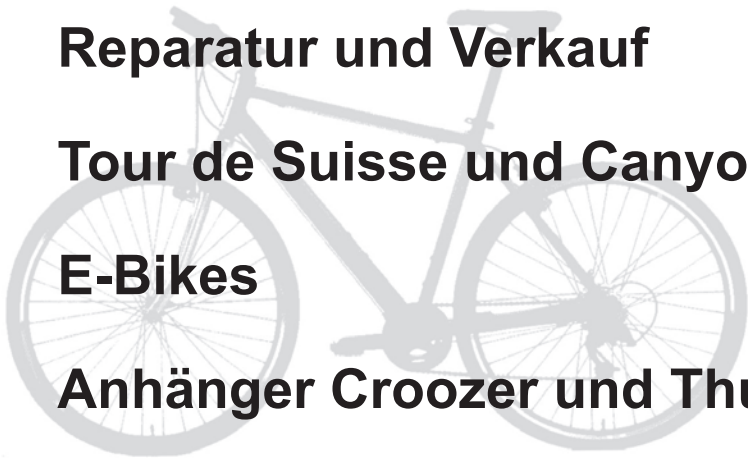 Reparatur und Verkauf
Tour de Suisse und Canyo
E-Bikes
Anhänger Croozer und Thu